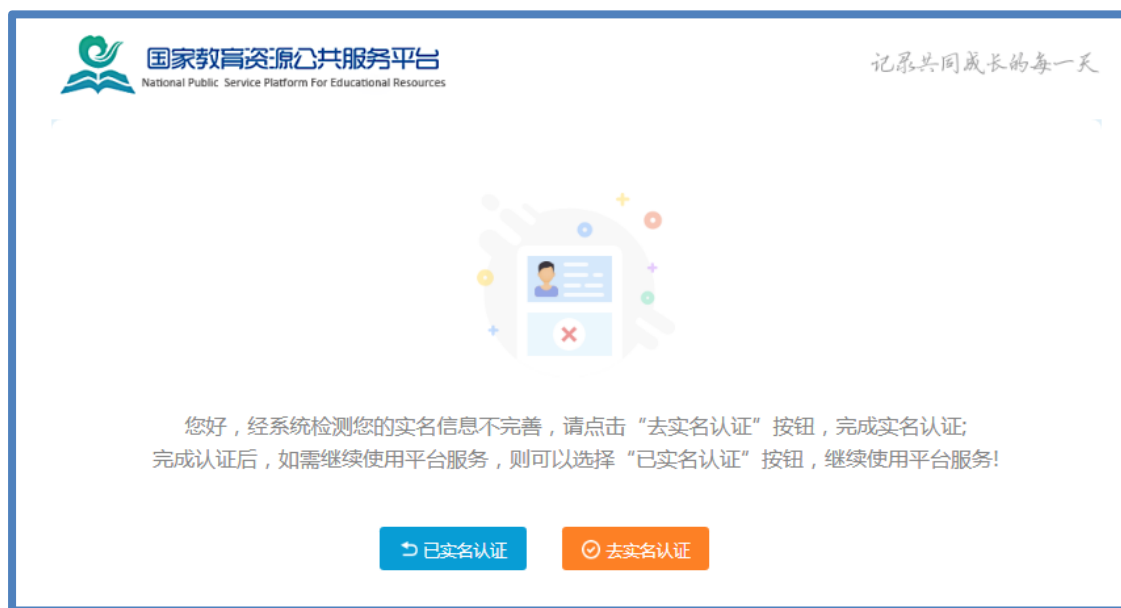 国家教育资源公共服务平台
National Public Service Platform For Educational Resources
记录共同成长的每一天
您好，经系统检测您的实名信息不完善，请点击“去实名认证”按钮，完成实名认证;
完成认证后，如需继续使用平台服务，则可以选择“已实名认证”按钮，继续使用平台服务!
已实名认证
去实名认证